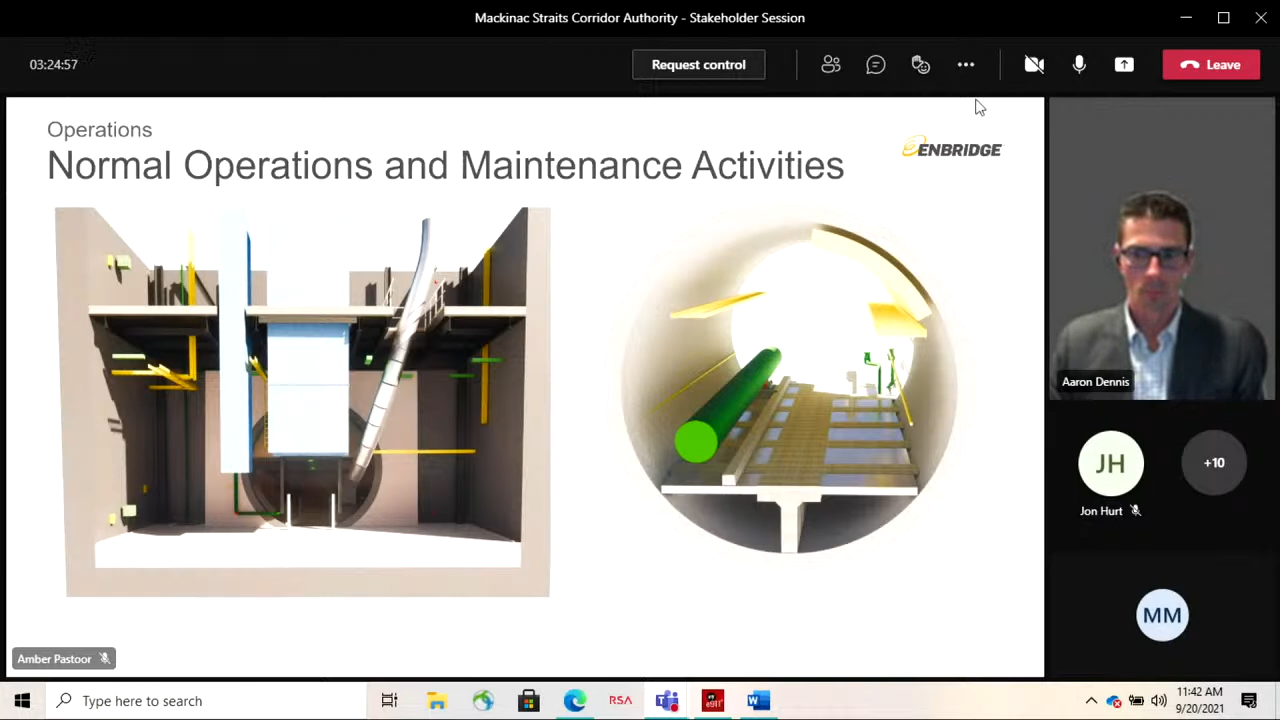 Mackinac Straits Corridor Authority - Stakeholder Session
03:24:57
Request control
Leave
Operations
Normal Operations and Maintenance Activities
ENBRIDGE
Aaron Dennis
JH
+10
Jon Hurt
MM
Amber Pastoor
Type here to search
RSA
e911
W
11:42 AM
9/20/2021